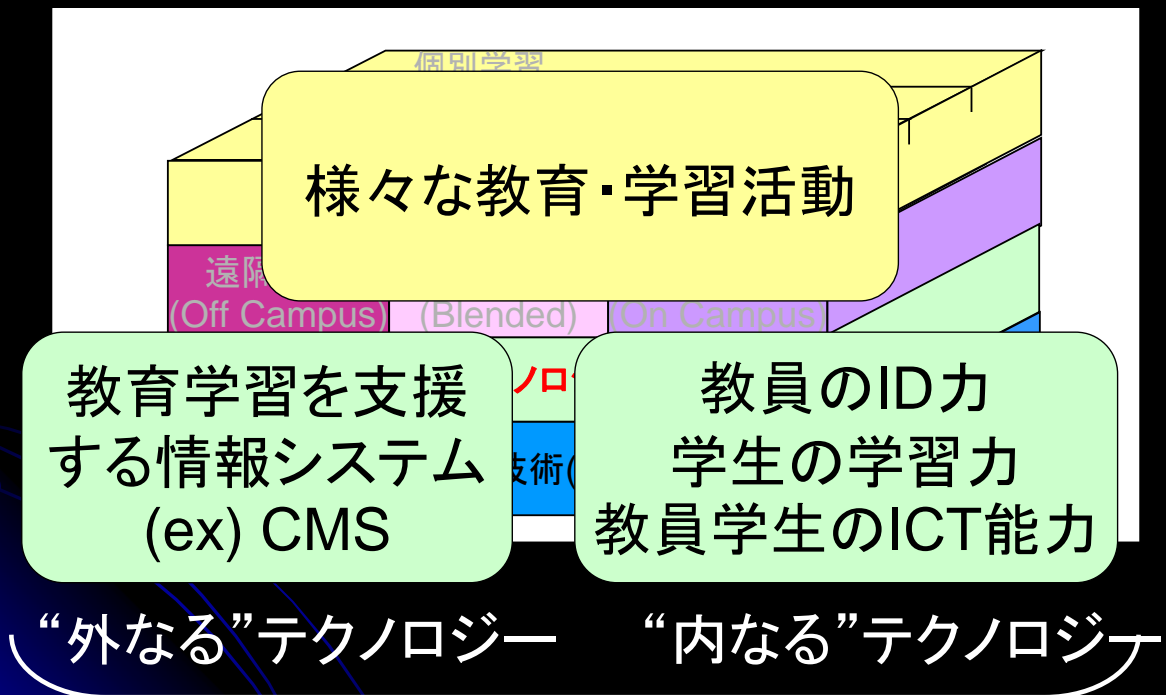 個別学習
様々な教育・学習活動
遠隔
(Off Campus)
(Blended)
(On Campus)
ノロ
技術(
教育学習を支援
する情報システム
(ex) CMS
教員のID力
学生の学習力
教員学生のICT能力
“外なる”テクノロジー
“内なる”テクノロジー